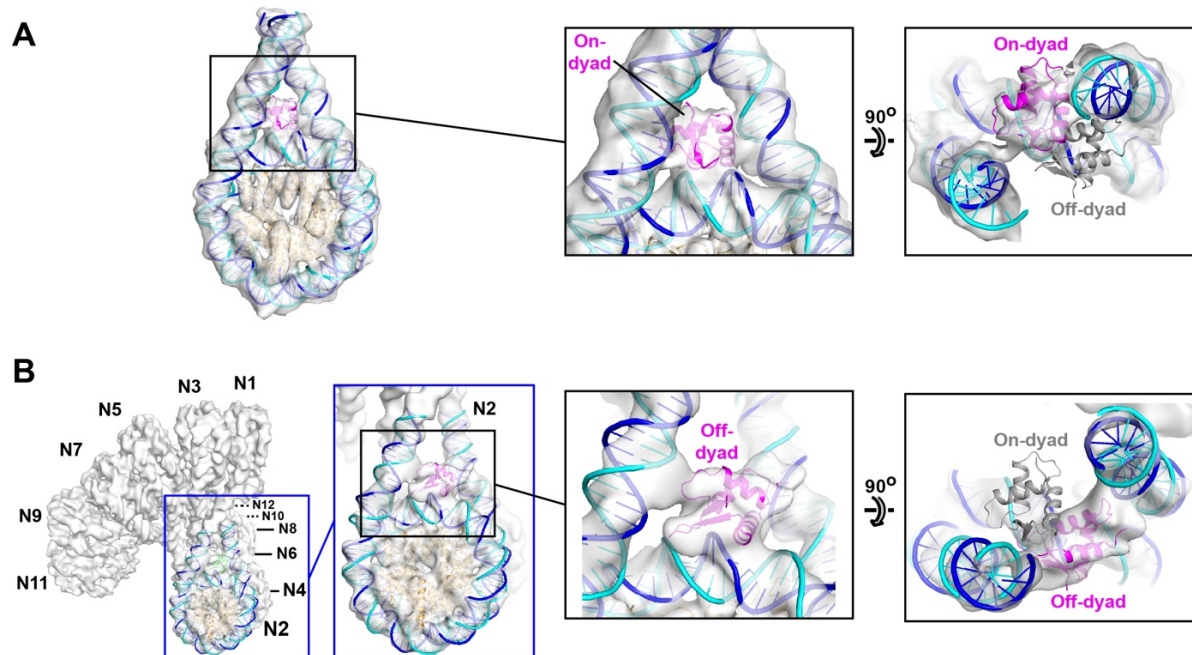 A
On-
dyad
90°
On-dyad
Off-dyad
B
N3 N1
N5
N7
N9
N11
N12
N10
N8
N6
N4
N2
N2
Off-
dyad
90°
On-dyad
Off-dyad